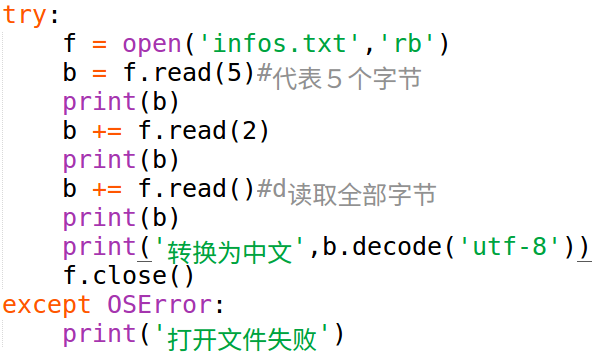 try:
    f = open('infos.txt','rb')
    b = f.read(5)#代表５个字节
    print(b)
    b += f.read(2)
    print(b)
    b += f.read()#d读取全部字节
    print(b)
    print('转换为中文',b.decode('utf-8'))
    f.close()
except OSError:
    print('打开文件失败')